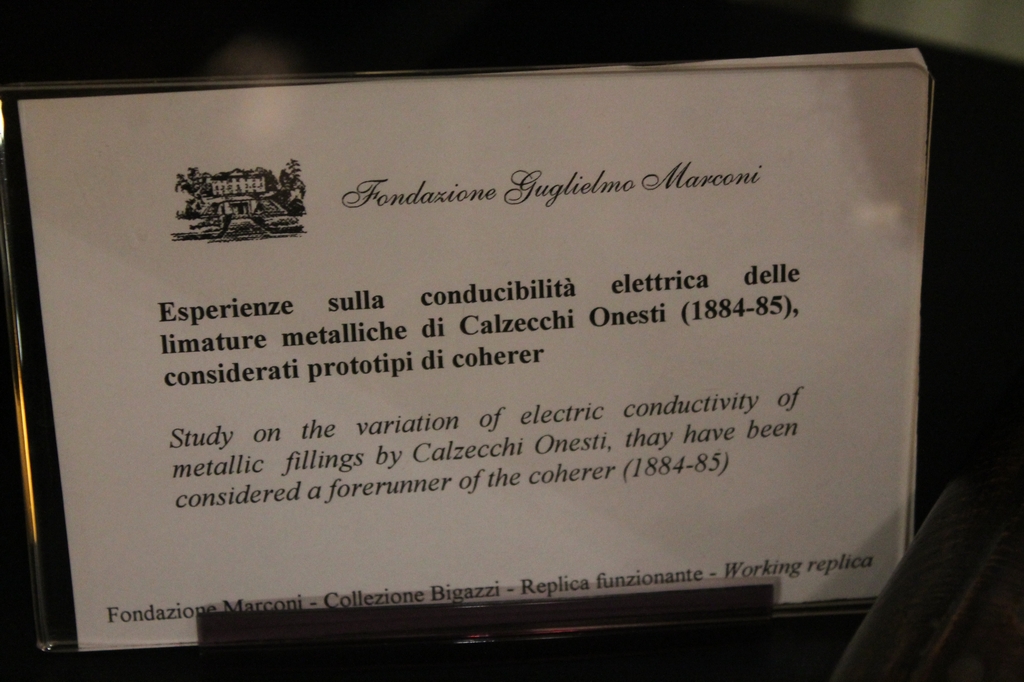 Fondazione Guglielmo Marconi
Esperienze sulla conducibilità elettrica delle
limature metalliche di Calzecchi Onesti (1884-85),
considerati prototipi di coherer
Study on the variation of electric conductivity of
metallic fillings by Calzecchi Onesti, thay have been
considered a forerunner of the coherer (1884-85)
Fondazione Marconi - Collezione Bigazzi - Replica funzionante - Working replica